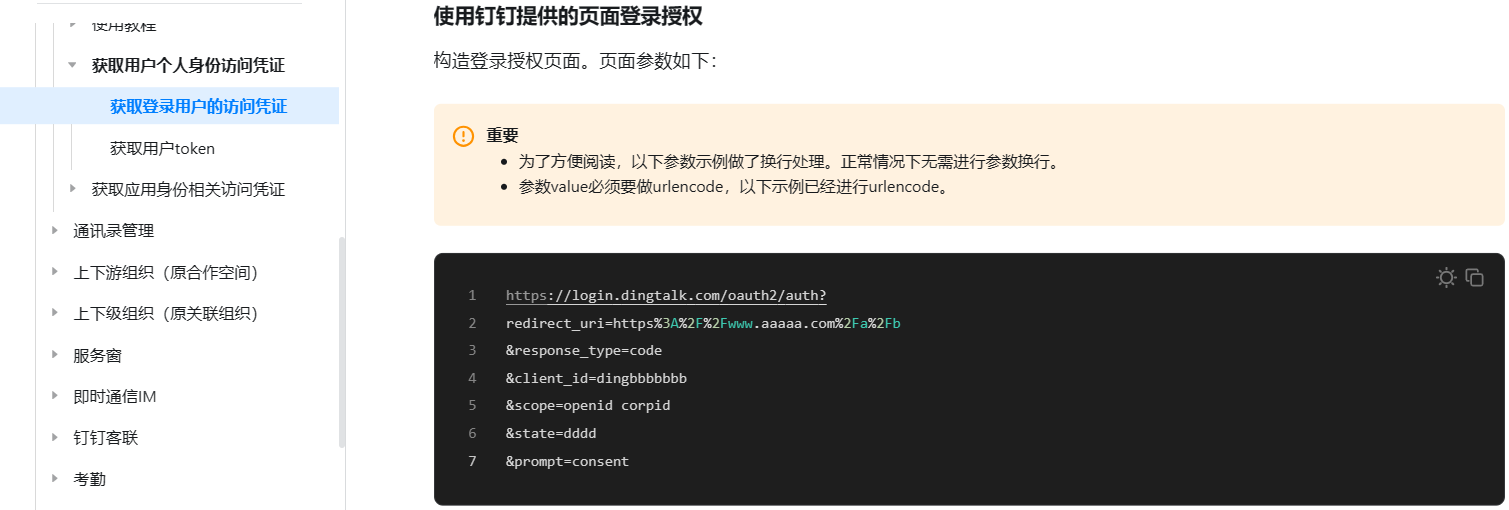 使用教程
获取用户个人身份访问凭证
获取登录用户的访问凭证
获取用户token
获取应用身份相关访问凭证
通讯录管理
上下游组织（原合作空间）
上下级组织（原关联组织）
服务窗
即时通信IM
钉钉客联
考勤
使用钉钉提供的页面登录授权
构造登录授权页面。页面参数如下：
重要
为了方便阅读，以下参数示例做了换行处理。正常情况下无需进行参数换行。
参数value必须要做urlencode，以下示例已经进行urlencode。
1 https://login.dingtalk.com/oauth2/auth?
2 redirect_uri=https%3A%2F%2Fwww.aaaaa.com%2Fa%2Fb
3 &response_type=code
4 &client_id=dingbbbbbbb
5 &scope=openid corpid
6 &state=dddd
7 &prompt=consent